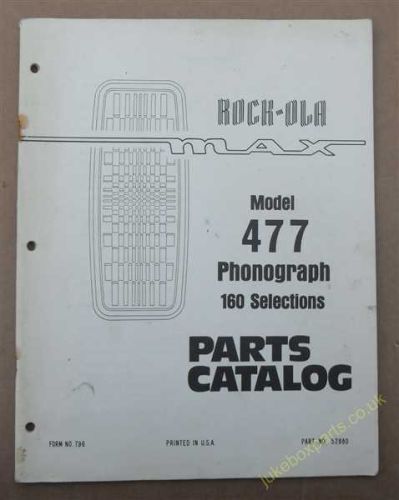 ROCK-OLA
MAX
Model
477
Phonograph
160 Selections
PARTS
CATALOG
FORM NO. 796
PRINTED IN U.S.A.
PART NO. 52980
jukeboxparts.co.uk